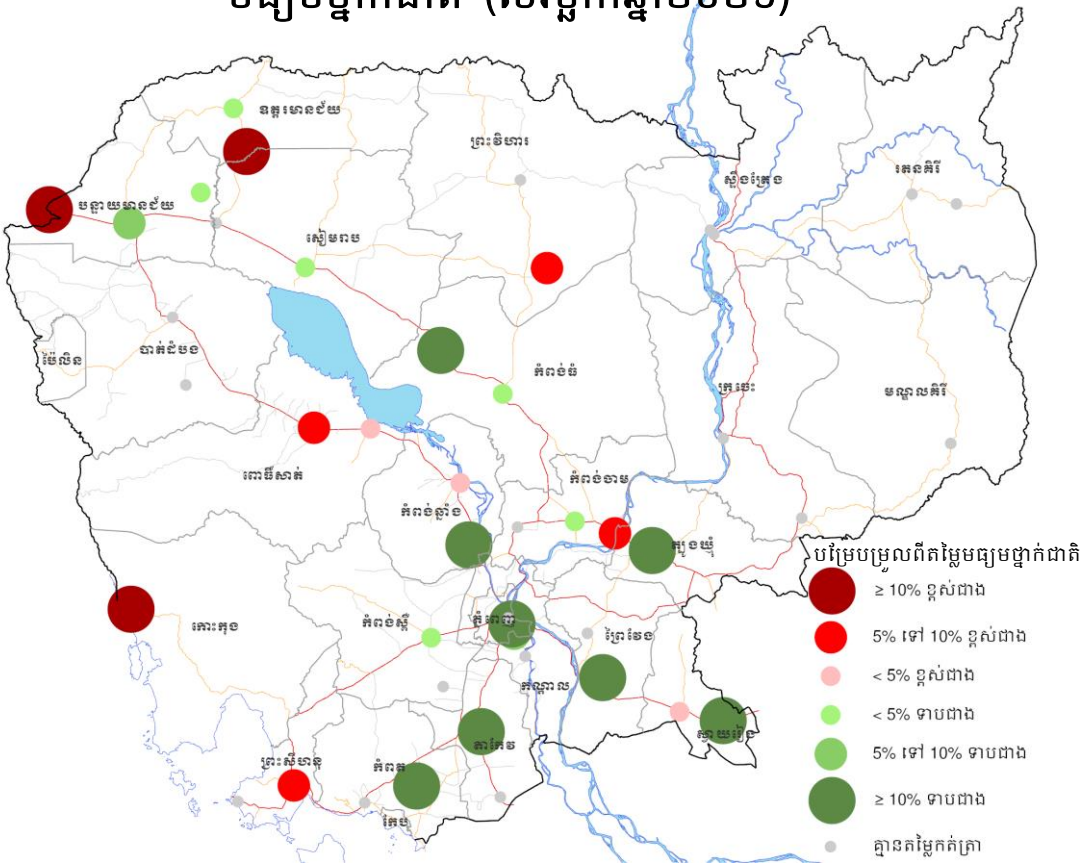 ឧត្តរមានជ័យ
ព្រះវិហារ
រតនគិរី
ស្ទឹងត្រែង
បន្ទាយមានជ័យ
សៀមរាប
ប៉ៃលិន
បាត់ដំបង
កំពង់ធំ
ក្រចេះ
មណ្ឌលគិរី
ពោធិ៍សាត់
កំពង់ចាម
កំពង់ឆ្នាំង
ត្បូងឃ្មុំ
បម្រែបម្រួលពីតម្លៃមធ្យមថ្នាក់ជាតិ
≥ 10% ខ្ពស់ជាង
កោះកុង
កំពង់ស្ពឺ
ភ្នំពេញ
ព្រៃវែង
5% ទៅ 10% ខ្ពស់ជាង
< 5% ខ្ពស់ជាង
កណ្ដាល
< 5% ទាបជាង
ស្វាយរៀង
តាកែវ
5% ទៅ 10% ទាបជាង
ព្រះសីហនុ
កំពត
≥ 10% ទាបជាង
កែប
គ្មានតម្លៃកត់ត្រា